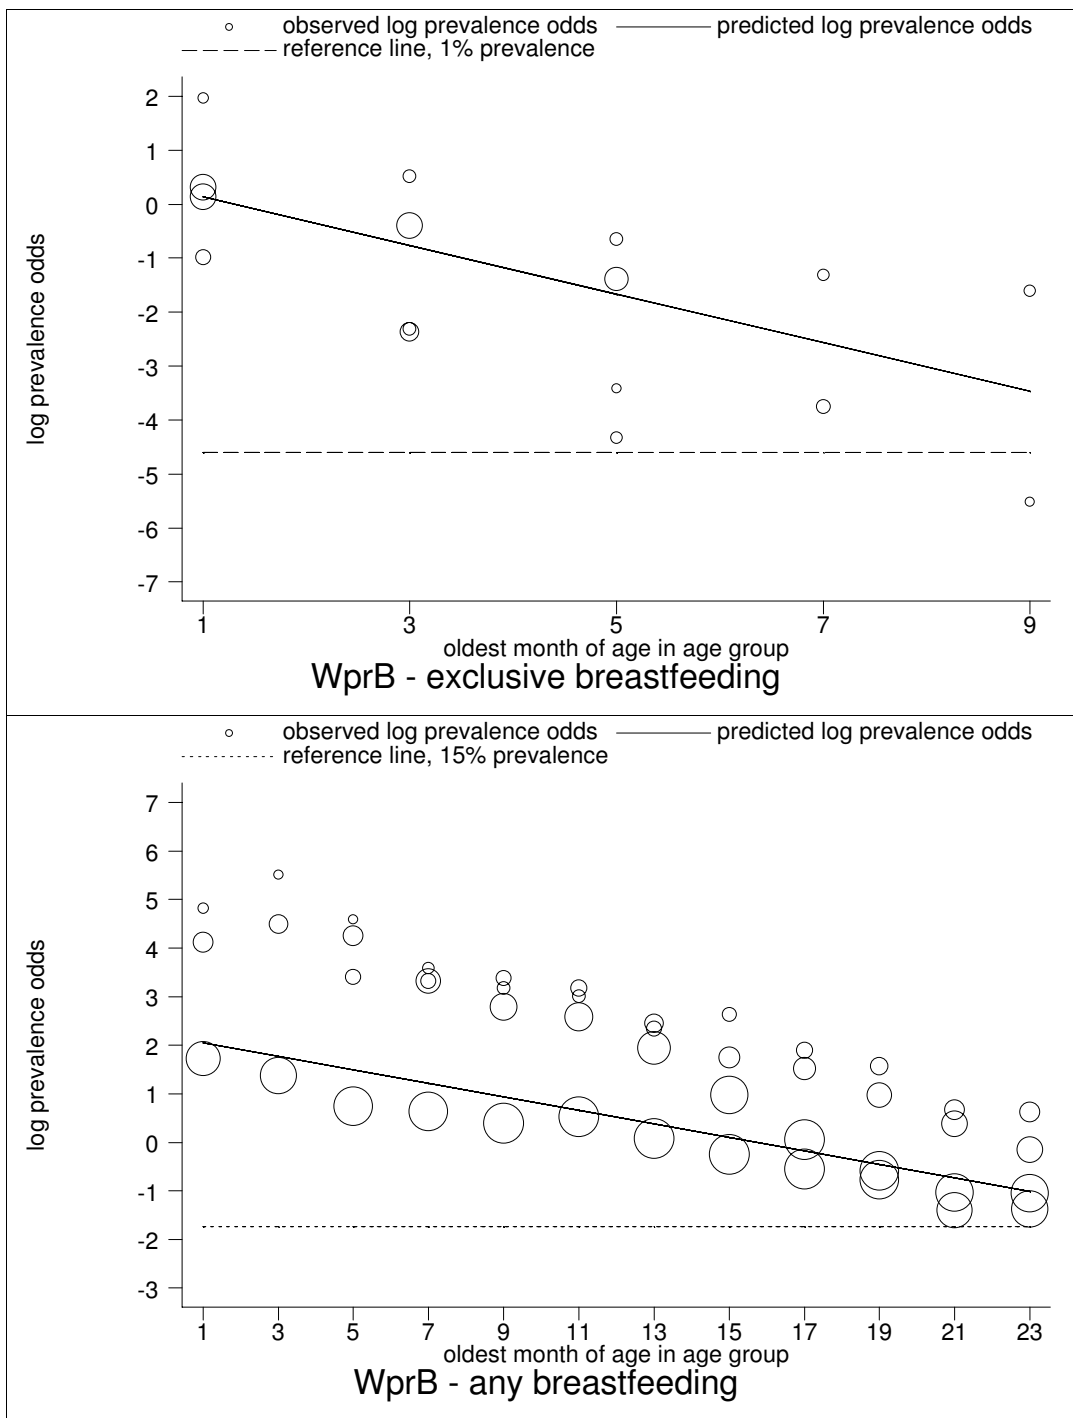 observed log prevalence odds predicted log prevalence odds
reference line, 1% prevalence
2
1
0
-1
-2
-3
-4
-5
-6
-7
log prevalence odds
1 3 5 7 9
oldest month of age in age group
WprB - exclusive breastfeeding
observed log prevalence odds predicted log prevalence odds
reference line, 15% prevalence
7
6
5
4
3
2
1
0
-1
-2
-3
log prevalence odds
1 3 5 7 9 11 13 15 17 19 21 23
oldest month of age in age group
WprB - any breastfeeding